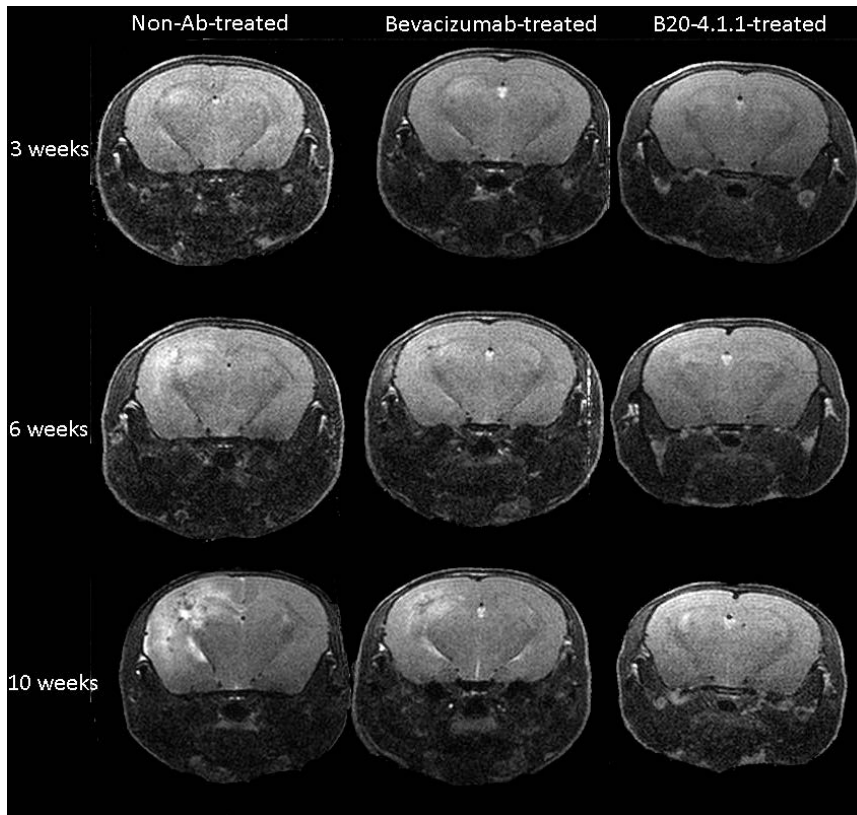 Non-Ab-treated
Bevacizumab-treated
B20-4.1.1-treated
3 weeks
6 weeks
10 weeks